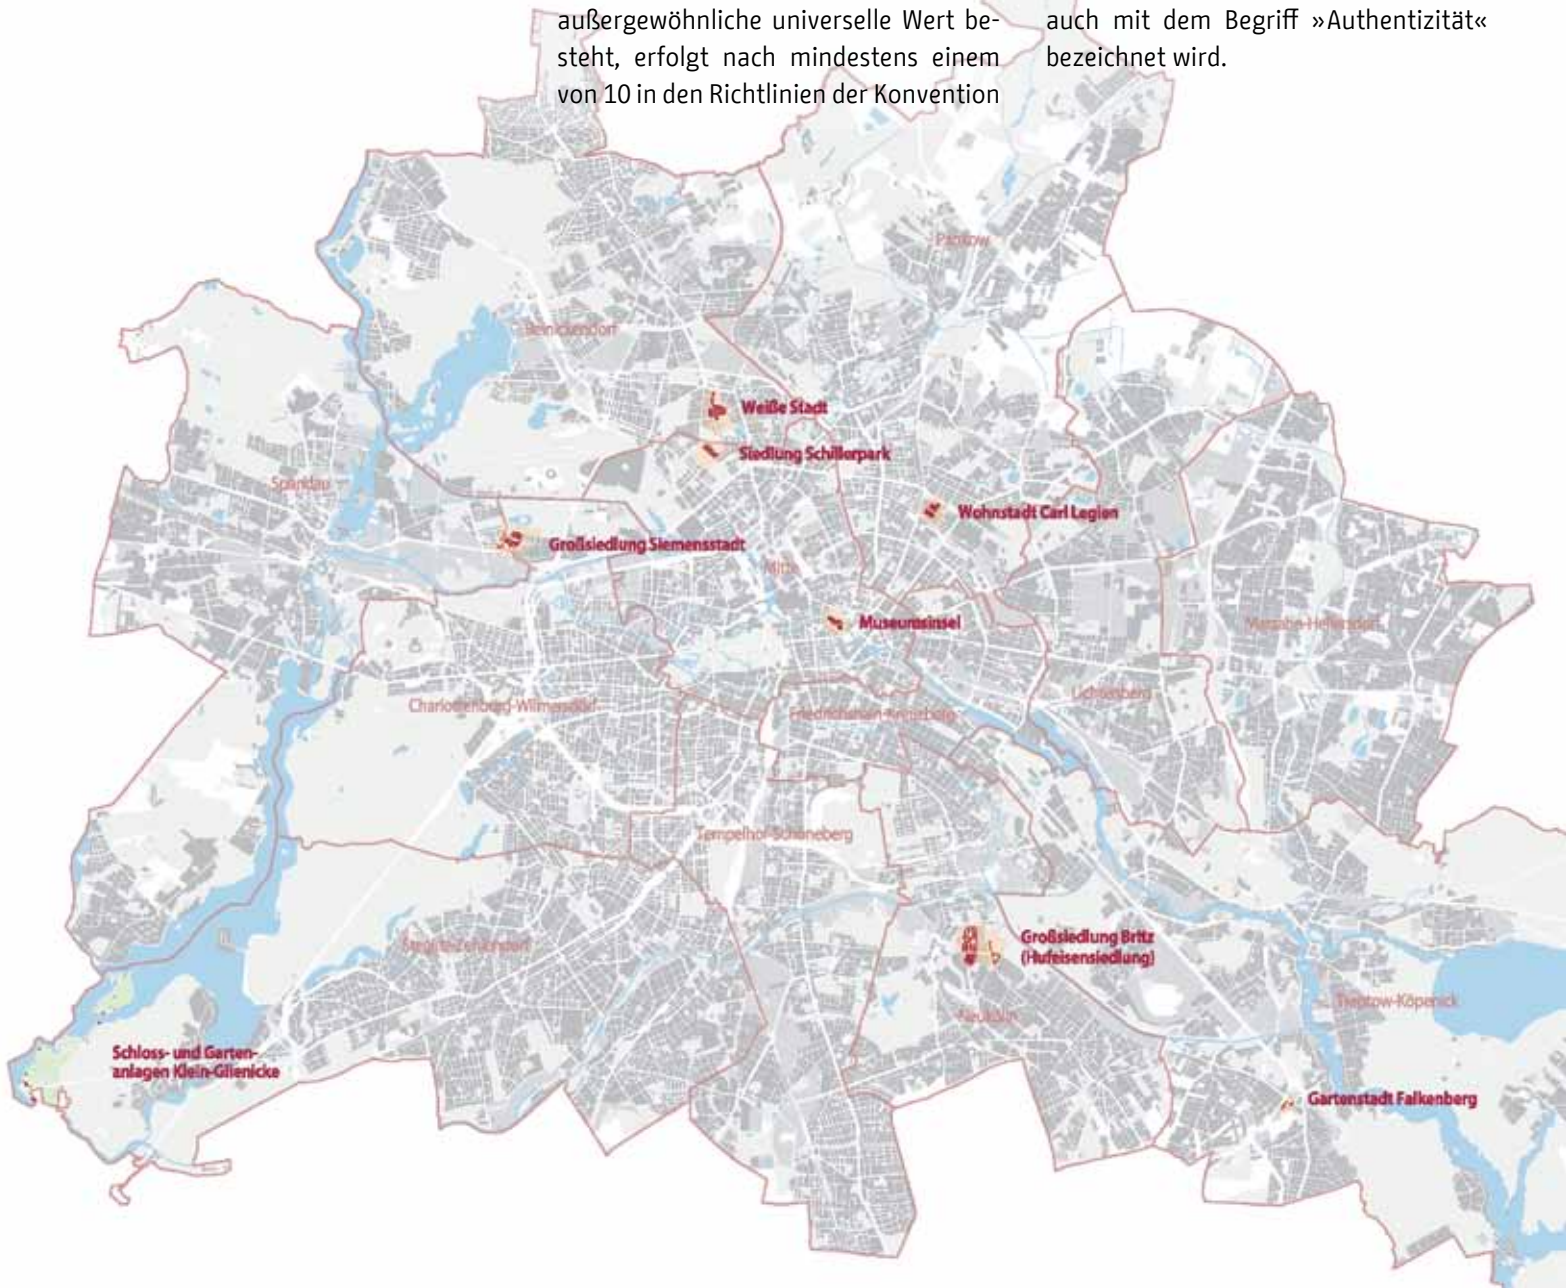 außergewöhnliche universelle Wert be-
steht, erfolgt nach mindestens einem
von 10 in den Richtlinien der Konvention
auch mit dem Begriff »Authentizität«
bezeichnet wird.
Pankow
Reinickendorf
Weiße Stadt
Siedlung Schillerpark
Spandau
Wohnstadt Carl Legien
Großsiedlung Siemensstadt
Mitte
Museumsinsel
Marzahn-Hellersdorf
Lichtenberg
Charlottenburg-Wilmersdorf
Friedrichshain-Kreuzberg
Tempelhof-Schöneberg
Steglitz-Zehlendorf
Großsiedlung Britz
(Hufeisensiedlung)
Treptow-Köpenick
Neukölln
Schloss- und Garten-
anlagen Klein-Glienicke
Gartenstadt Falkenberg